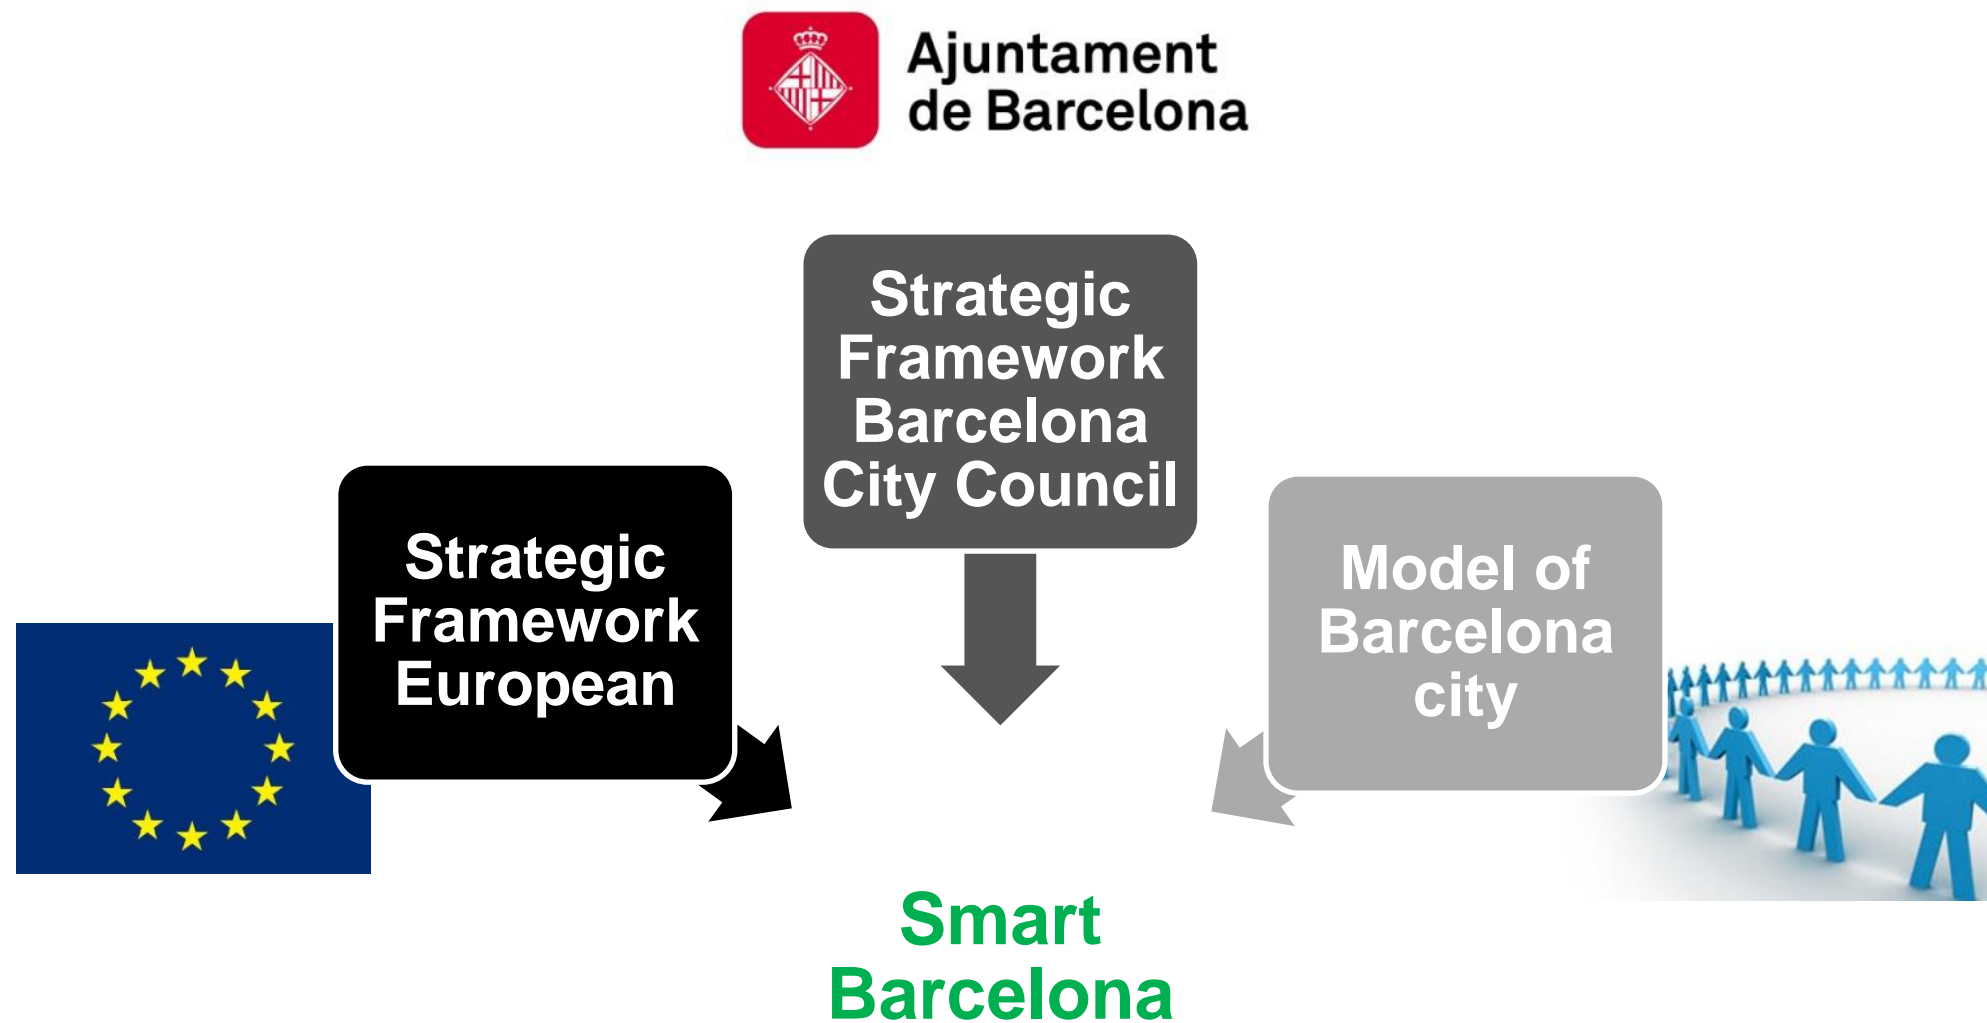 Ajuntament
de Barcelona
Strategic
Framework
Barcelona
City Council
Strategic
Framework
European
Model of
Barcelona
city
Smart
Barcelona